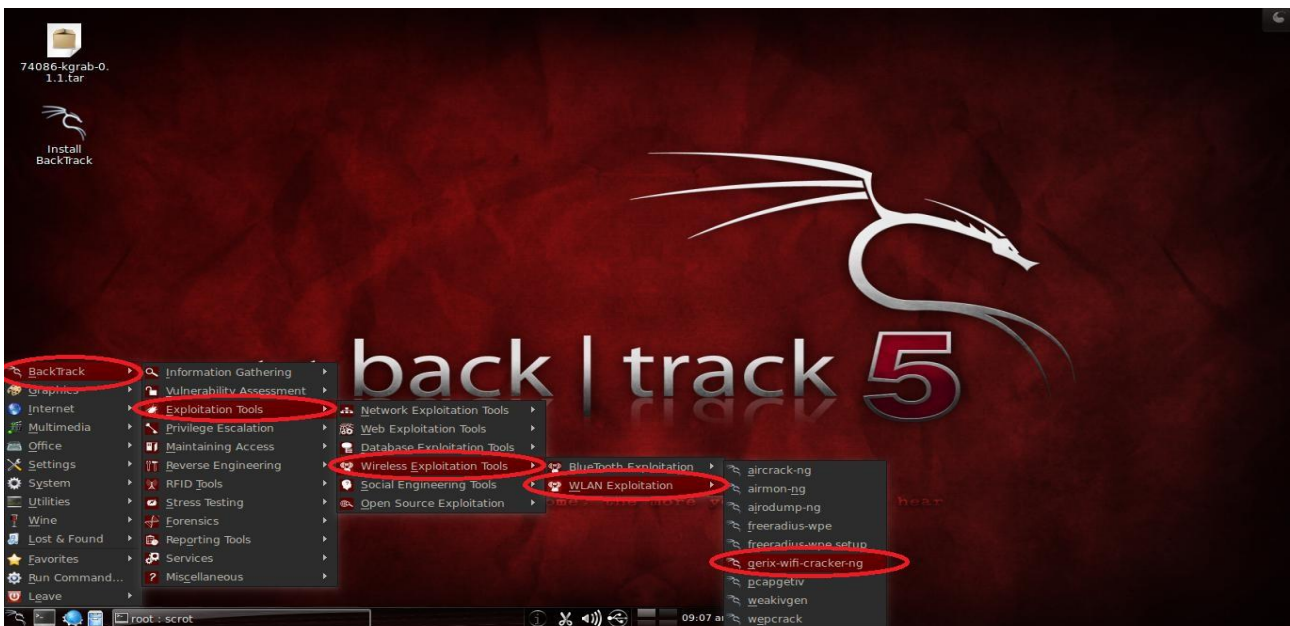 74086-kgrab-0.
1.1.tar
Install
BackTrack
back | track 5
BackTrack
Graphics
Internet
Multimedia
Office
Settings
System
Utilities
Wine
Lost & Found
Favorites
Run Command...
Leave
Information Gathering
Vulnerability Assessment
Exploitation Tools
Privilege Escalation
Maintaining Access
Reverse Engineering
RFID Tools
Stress Testing
Forensics
Reporting Tools
Services
Miscellaneous
Network Exploitation Tools
Web Exploitation Tools
Database Exploitation Tools
Wireless Exploitation Tools
Social Engineering Tools
Open Source Exploitation
BlueTooth Exploitation
WLAN Exploitation
aircrack-ng
airmon-ng
airodump-ng
freeradius-wpe
freeradius-wpe setup
gerix-wifi-cracker-ng
pcapgetiv
weakivgen
wepcrack
more
hear
root : scrot
09:07